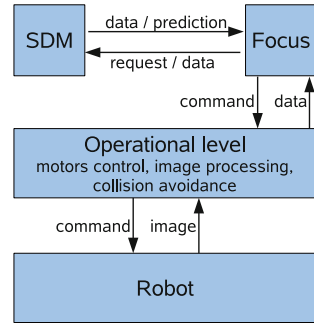 data / prediction
SDM
Focus
request / data
command
data
Operational level
motors control, image processing,
collision avoidance
command
image
Robot